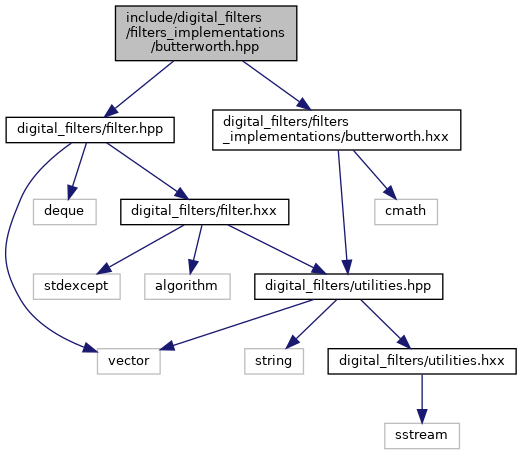 include/digital_filters
/filters_implementations
/butterworth.hpp
digital_filters/filter.hpp
digital_filters/filters
_implementations/butterworth.hxx
deque
digital_filters/filter.hxx
cmath
stdexcept
algorithm
digital_filters/utilities.hpp
vector
string
digital_filters/utilities.hxx
sstream